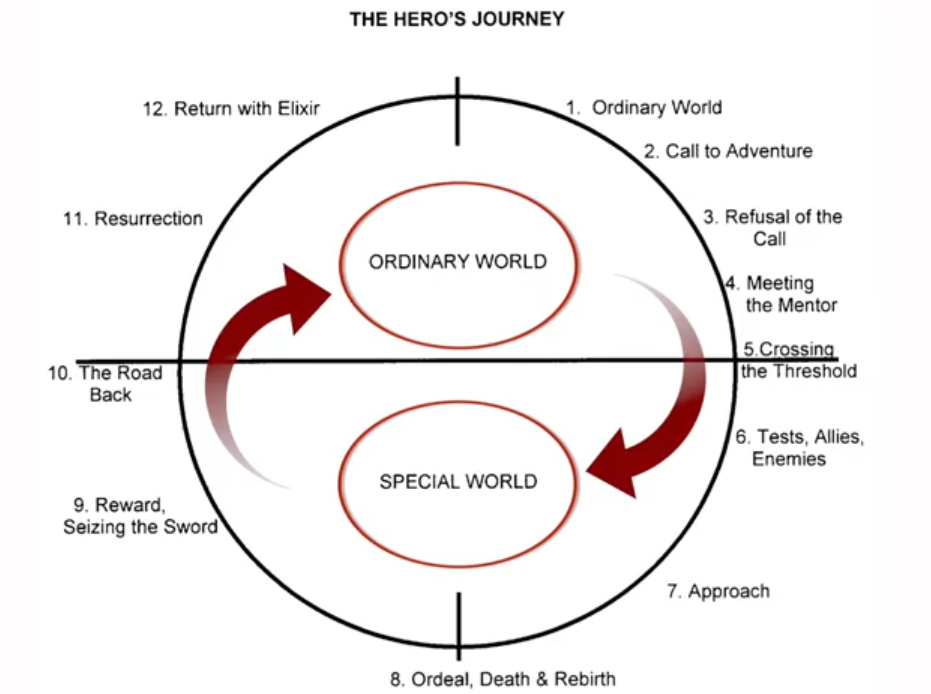 THE HERO'S JOURNEY
12. Return with Elixir
1. Ordinary World
2. Call to Adventure
11. Resurrection
3. Refusal of the
Call
ORDINARY WORLD
4. Meeting
the Mentor
5.Crossing
the Threshold
10. The Road
Back
6. Tests, Allies,
Enemies
SPECIAL WORLD
9. Reward,
Seizing the Sword
7. Approach
8. Ordeal, Death & Rebirth